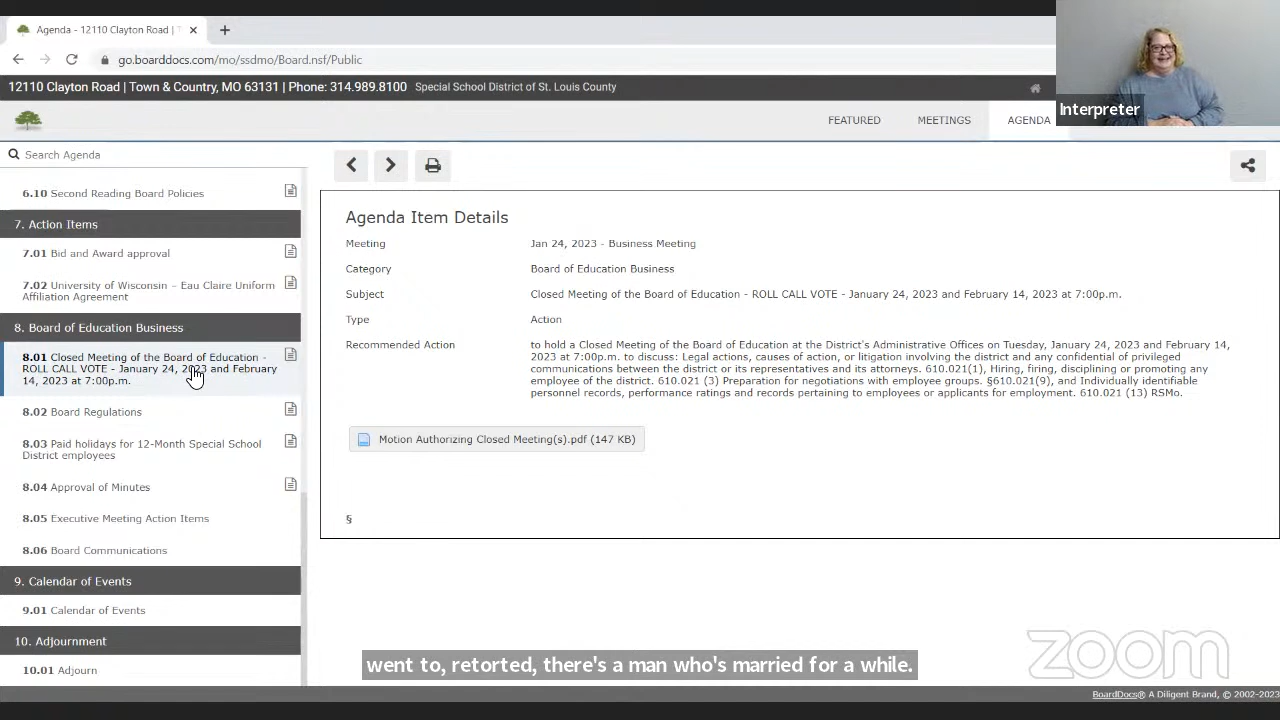 Agenda - 12110 Clayton Road | T
go.boarddocs.com/mo/ssdmo/Board.nsf/Public
12110 Clayton Road | Town & Country, MO 63131 | Phone: 314.989.8100 Special School District of St. Louis County
Interpreter
FEATURED MEETINGS AGENDA
Search Agenda
6.10 Second Reading Board Policies
7. Action Items
7.01 Bid and Award approval
7.02 University of Wisconsin – Eau Claire Uniform
Affiliation Agreement
8. Board of Education Business
8.01 Closed Meeting of the Board of Education -
ROLL CALL VOTE - January 24, 2023 and February
14, 2023 at 7:00p.m.
8.02 Board Regulations
8.03 Paid holidays for 12-Month Special School
District employees
8.04 Approval of Minutes
8.05 Executive Meeting Action Items
8.06 Board Communications
9. Calendar of Events
9.01 Calendar of Events
10. Adjournment
10.01 Adjourn
Agenda Item Details
Meeting Jan 24, 2023 - Business Meeting
Category Board of Education Business
Subject Closed Meeting of the Board of Education - ROLL CALL VOTE - January 24, 2023 and February 14, 2023 at 7:00p.m.
Type Action
Recommended Action to hold a Closed Meeting of the Board of Education at the District's Administrative Offices on Tuesday, January 24, 2023 and February 14,
2023 at 7:00p.m. to discuss: Legal actions, causes of action, or litigation involving the district and any confidential of privileged
communications between the district or its representatives and its attorneys. 610.021(1), Hiring, firing, disciplining or promoting any
employee of the district. 610.021 (3) Preparation for negotiations with employee groups. §610.021(9), and Individually identifiable
personnel records, performance ratings and records pertaining to employees or applicants for employment. 610.021 (13) RSMo.
Motion Authorizing Closed Meeting(s).pdf (147 KB)
§
zoom
went to, retorted, there's a man who's married for a while.
BoardDocs® A Diligent Brand, © 2002-2023